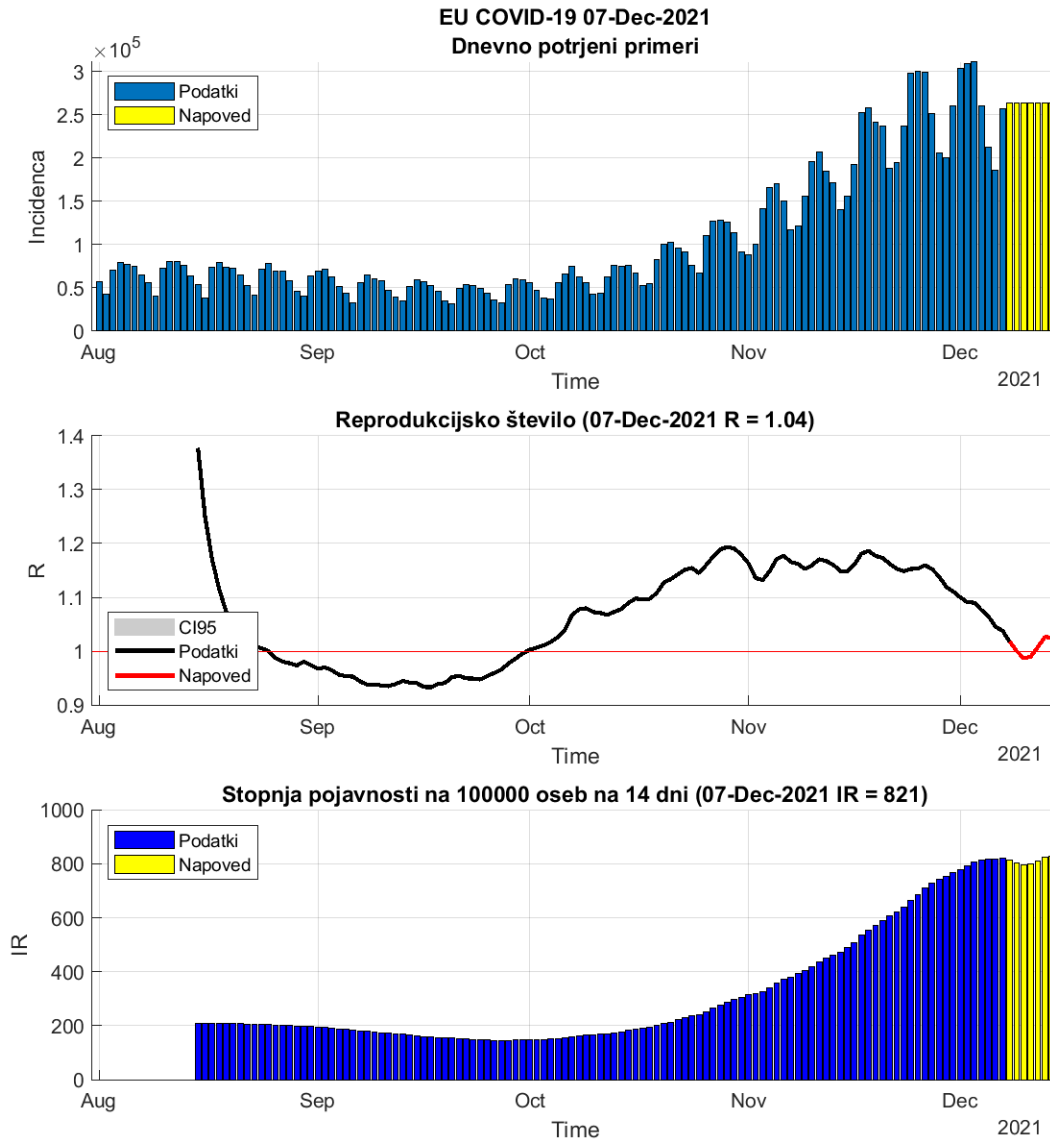 EU COVID-19 07-Dec-2021
Dnevno potrjeni primeri
×10^5
3
2.5
2
1.5
1
0.5
0
Incidenca
Podatki
Napoved
Aug Sep Oct Nov Dec
Time
2021
Reprodukcijsko število (07-Dec-2021 R = 1.04)
1.4
1.3
1.2
1.1
1
0.9
R
CI95
Podatki
Napoved
Aug Sep Oct Nov Dec
Time
2021
Stopnja pojavnosti na 100000 oseb na 14 dni (07-Dec-2021 IR = 821)
1000
800
600
400
200
0
IR
Podatki
Napoved
Aug Sep Oct Nov Dec
Time
2021